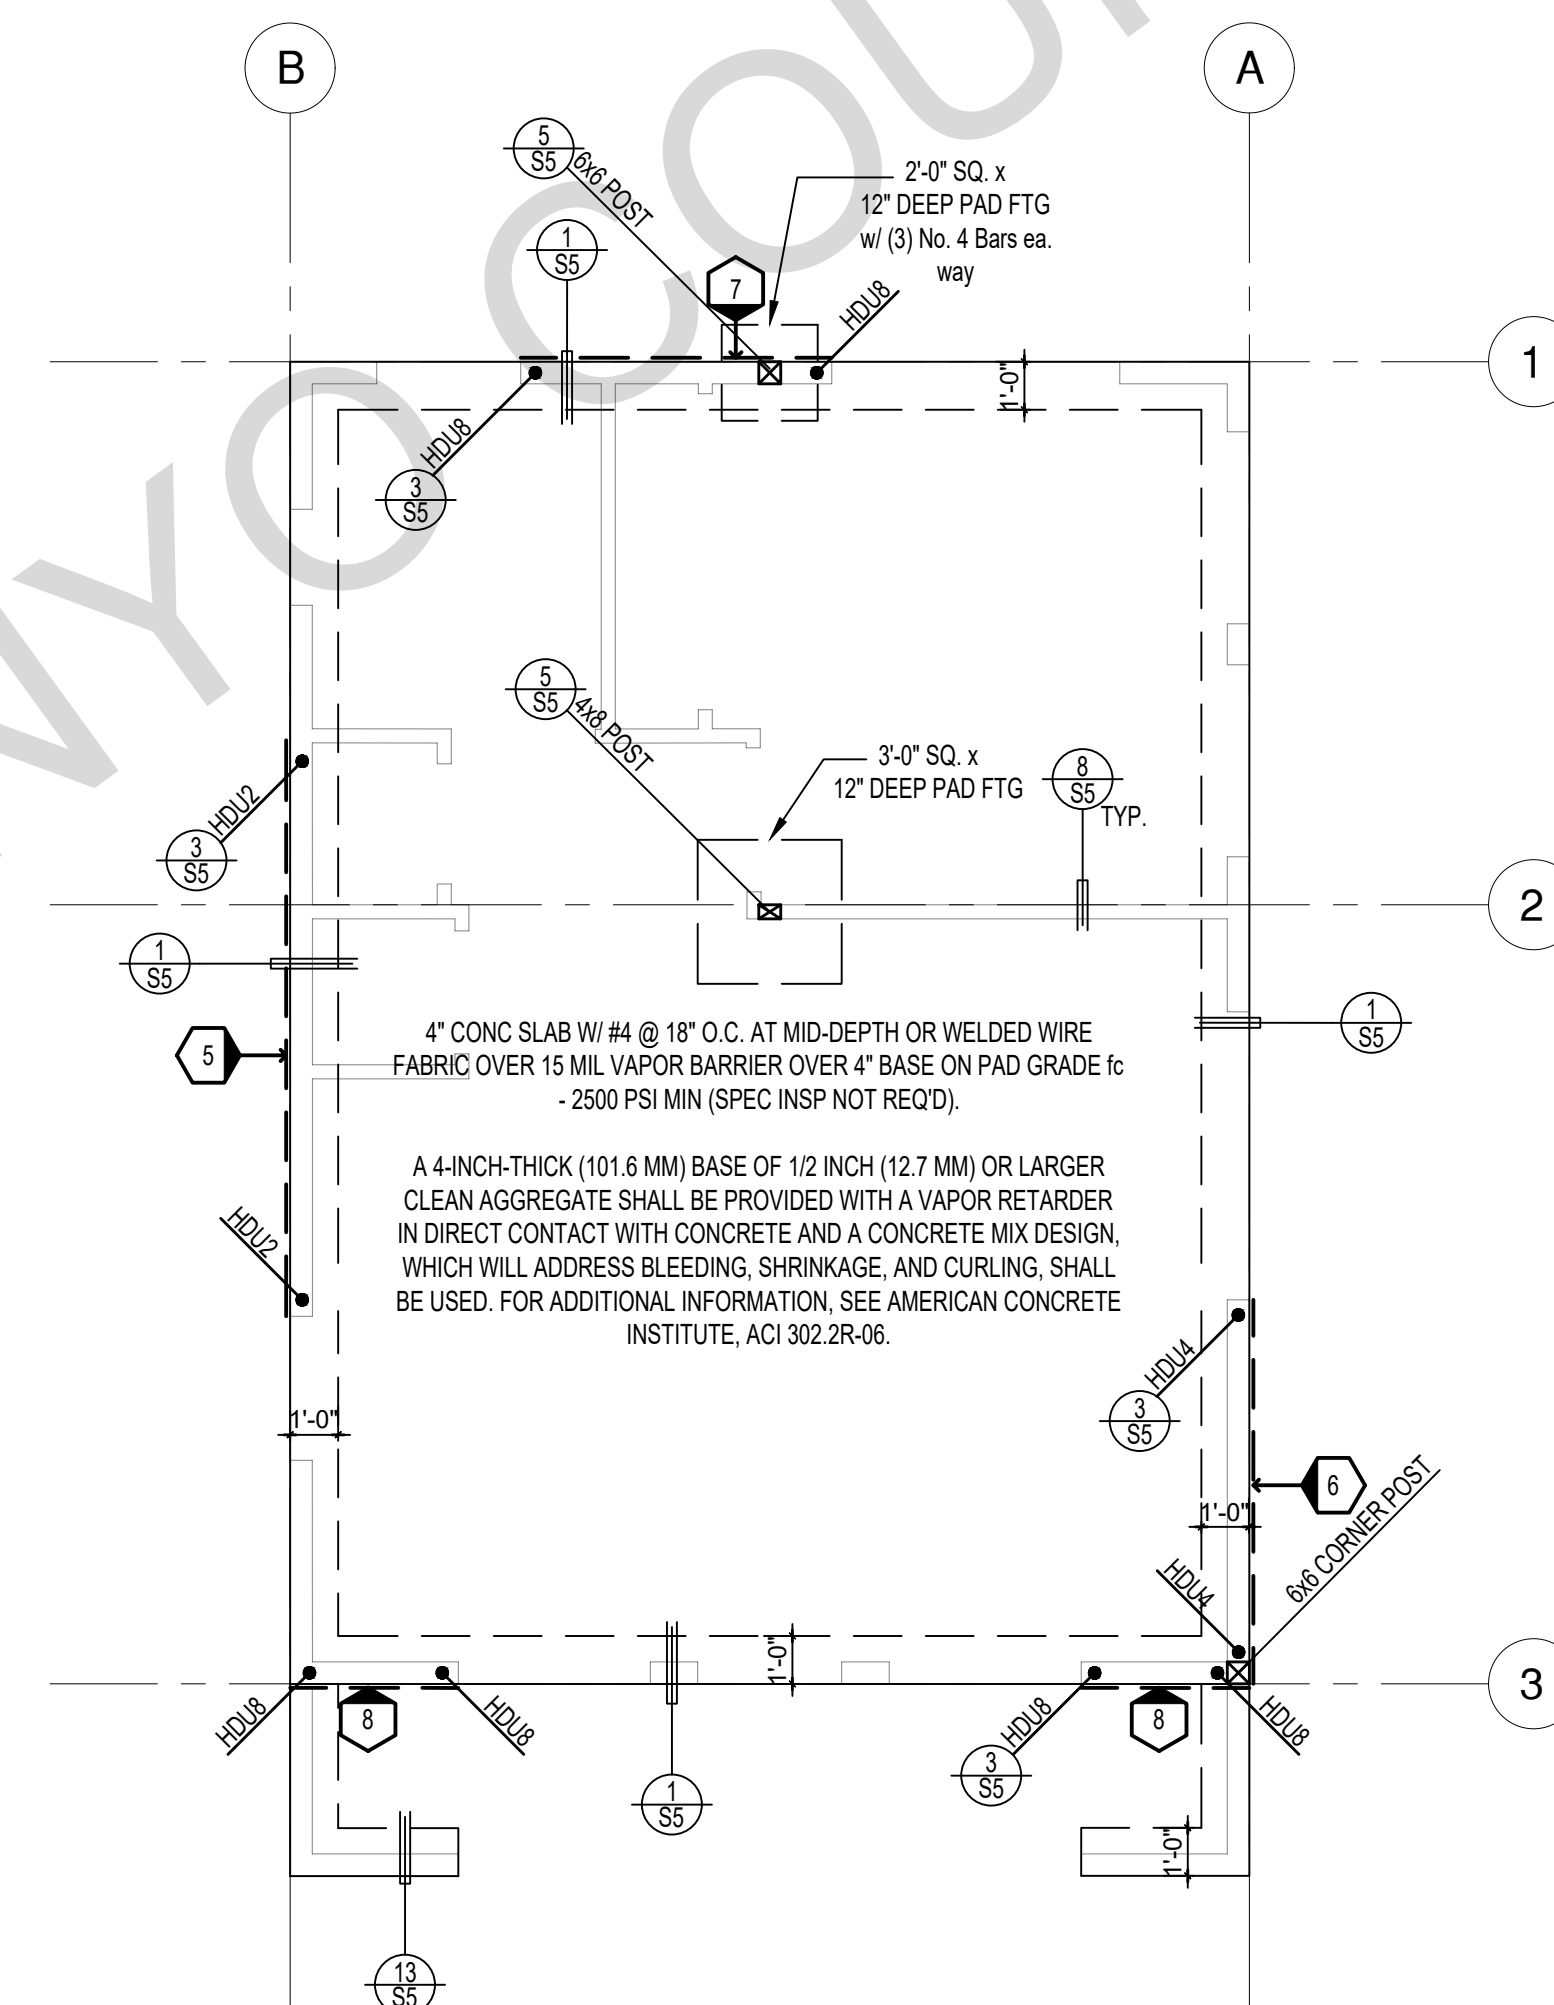 B
A
5
S5
6x6 POST
2'-0" SQ. x
12" DEEP PAD FTG
w/ (3) No. 4 Bars ea.
way
1
S5
7
HDU8
1
1'-0"
HDU8
3
S5
5
S5
4x8 POST
3'-0" SQ. x
12" DEEP PAD FTG
8
S5
TYP.
HDU2
3
S5
2
1
S5
1
S5
5
4" CONC SLAB W/ #4 @ 18" O.C. AT MID-DEPTH OR WELDED WIRE
FABRIC OVER 15 MIL VAPOR BARRIER OVER 4" BASE ON PAD GRADE fc
- 2500 PSI MIN (SPEC INSP NOT REQ'D).
A 4-INCH-THICK (101.6 MM) BASE OF 1/2 INCH (12.7 MM) OR LARGER
CLEAN AGGREGATE SHALL BE PROVIDED WITH A VAPOR RETARDER
IN DIRECT CONTACT WITH CONCRETE AND A CONCRETE MIX DESIGN,
WHICH WILL ADDRESS BLEEDING, SHRINKAGE, AND CURLING, SHALL
BE USED. FOR ADDITIONAL INFORMATION, SEE AMERICAN CONCRETE
INSTITUTE, ACI 302.2R-06.
HDU2
HDU4
3
S5
1'-0"
6
1'-0"
6x6 CORNER POST
HDU4
1'-0"
3
HDU8
8
HDU8
HDU8
8
HDU8
3
S5
1
S5
1'-0"
13
S5
YO COU